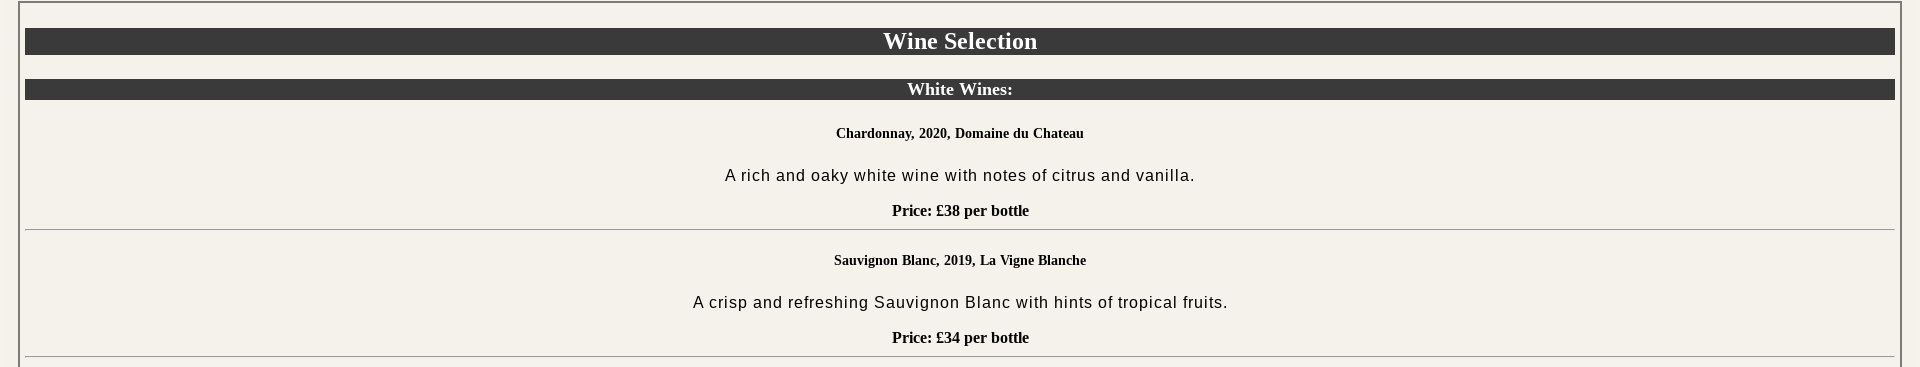 Wine Selection
White Wines:
Chardonnay, 2020, Domaine du Chateau
A rich and oaky white wine with notes of citrus and vanilla.
Price: £38 per bottle
Sauvignon Blanc, 2019, La Vigne Blanche
A crisp and refreshing Sauvignon Blanc with hints of tropical fruits.
Price: £34 per bottle